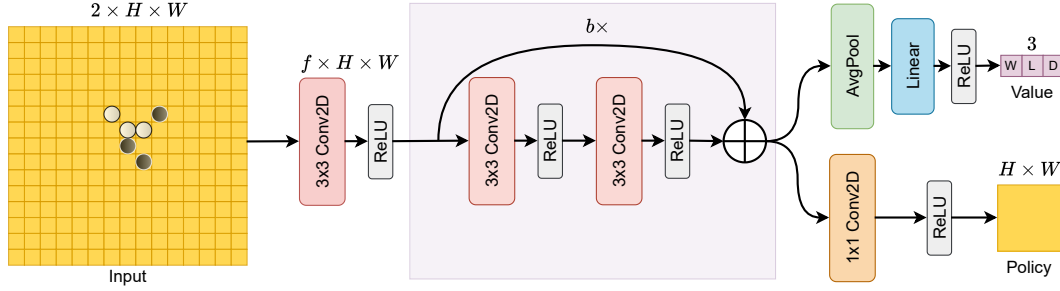 2 × H × W
Input
f × H × W
3x3 Conv2D
ReLU
b×
3x3 Conv2D
ReLU
3x3 Conv2D
ReLU
AvgPool
Linear
ReLU
3
W L D
Value
1x1 Conv2D
ReLU
H × W
Policy